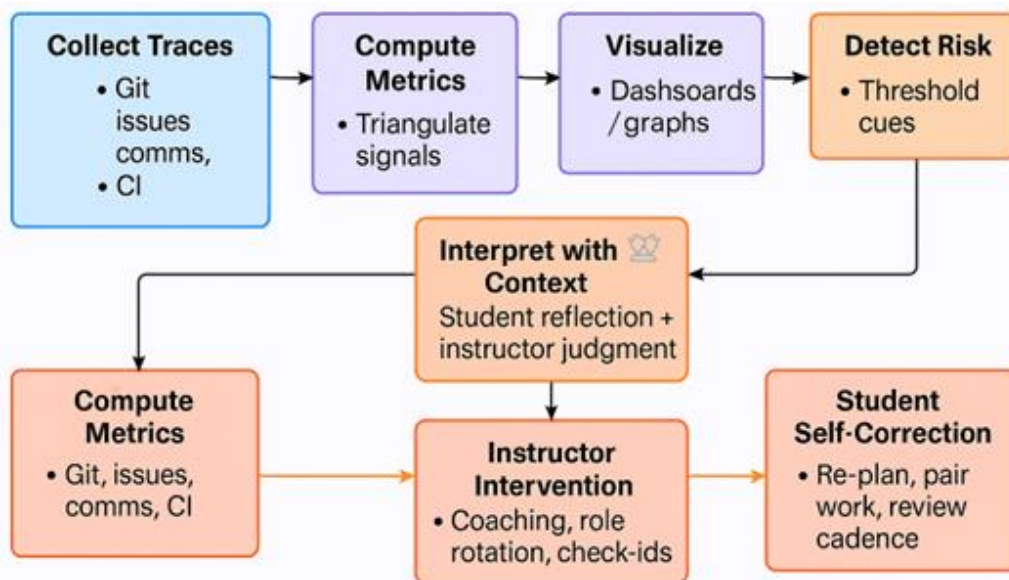 Collect Traces
• Git
issues
comms,
• CI
Compute
Metrics
• Triangulate
signals
Visualize
• Dashsoards
/ graphs
Detect Risk
• Threshold
cues
Interpret with
Context
Student reflection +
instructor judgment
Compute
Metrics
• Git, issues,
comms, CI
Instructor
Intervention
• Coaching, role
rotation, check-ids
Student
Self-Correction
• Re-plan, pair
work, review
cadence